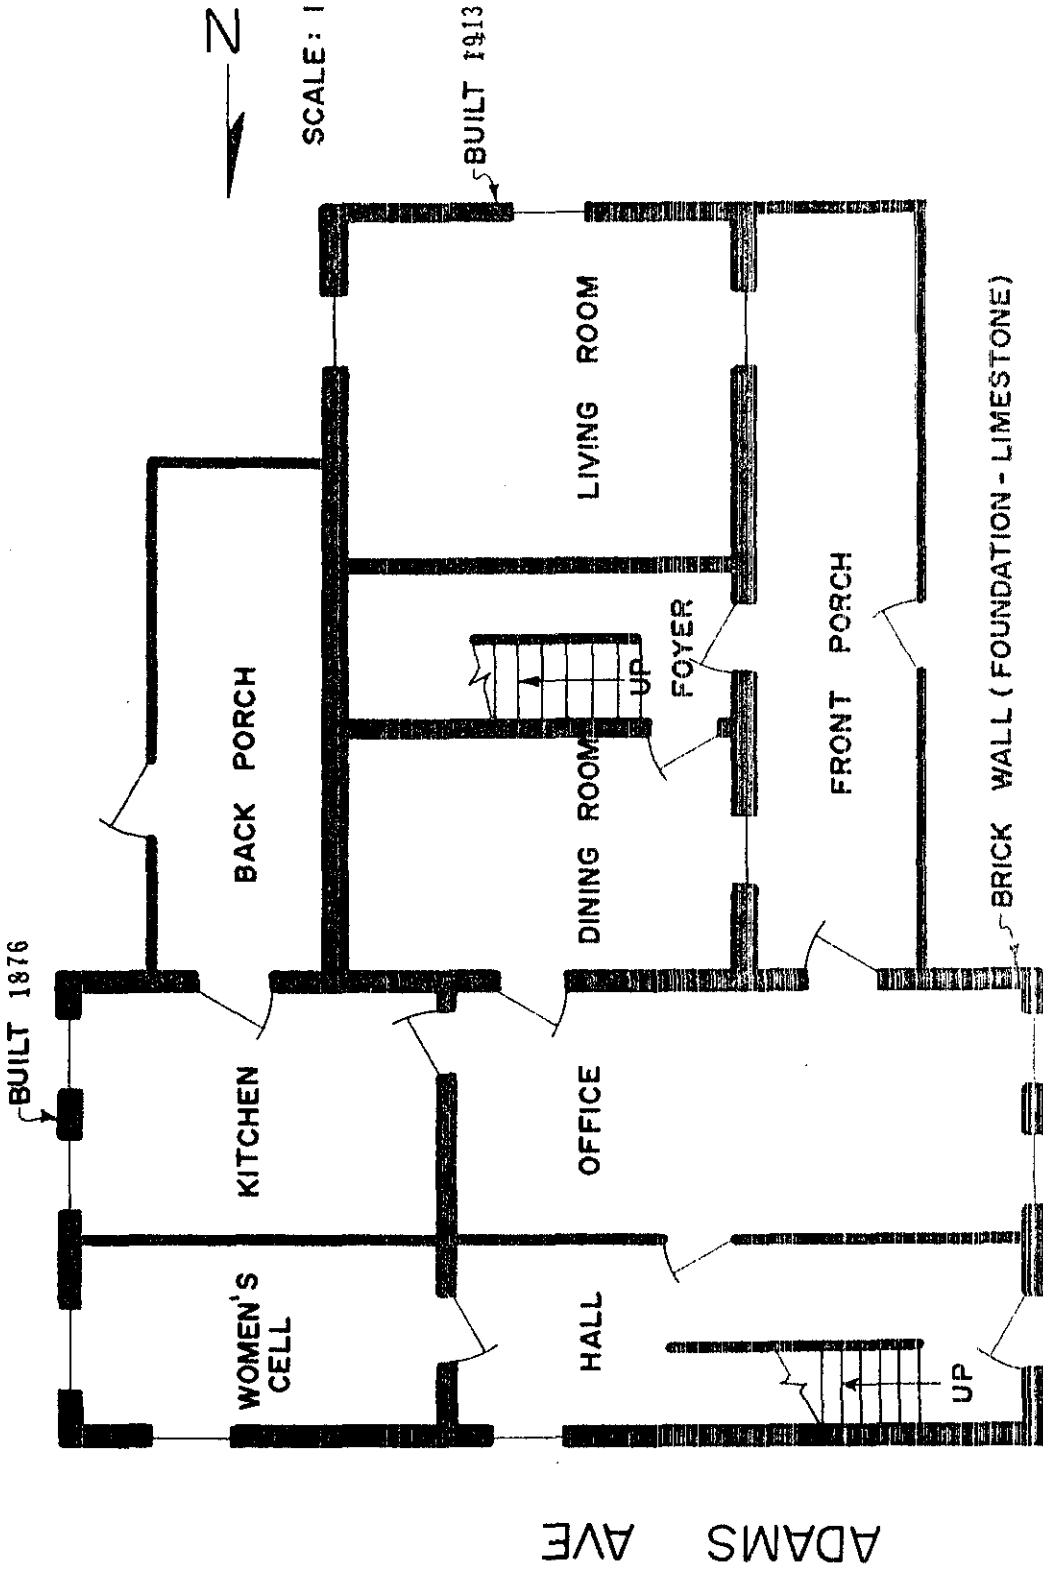 N
SCALE: 1
BUILT 1913
BUILT 1876
BACK PORCH
LIVING ROOM
FOYER
UP
DINING ROOM
FRONT PORCH
KITCHEN
OFFICE
WOMEN'S
CELL
HALL
UP
BRICK WALL (FOUNDATION - LIMESTONE)
ADAMS AVE